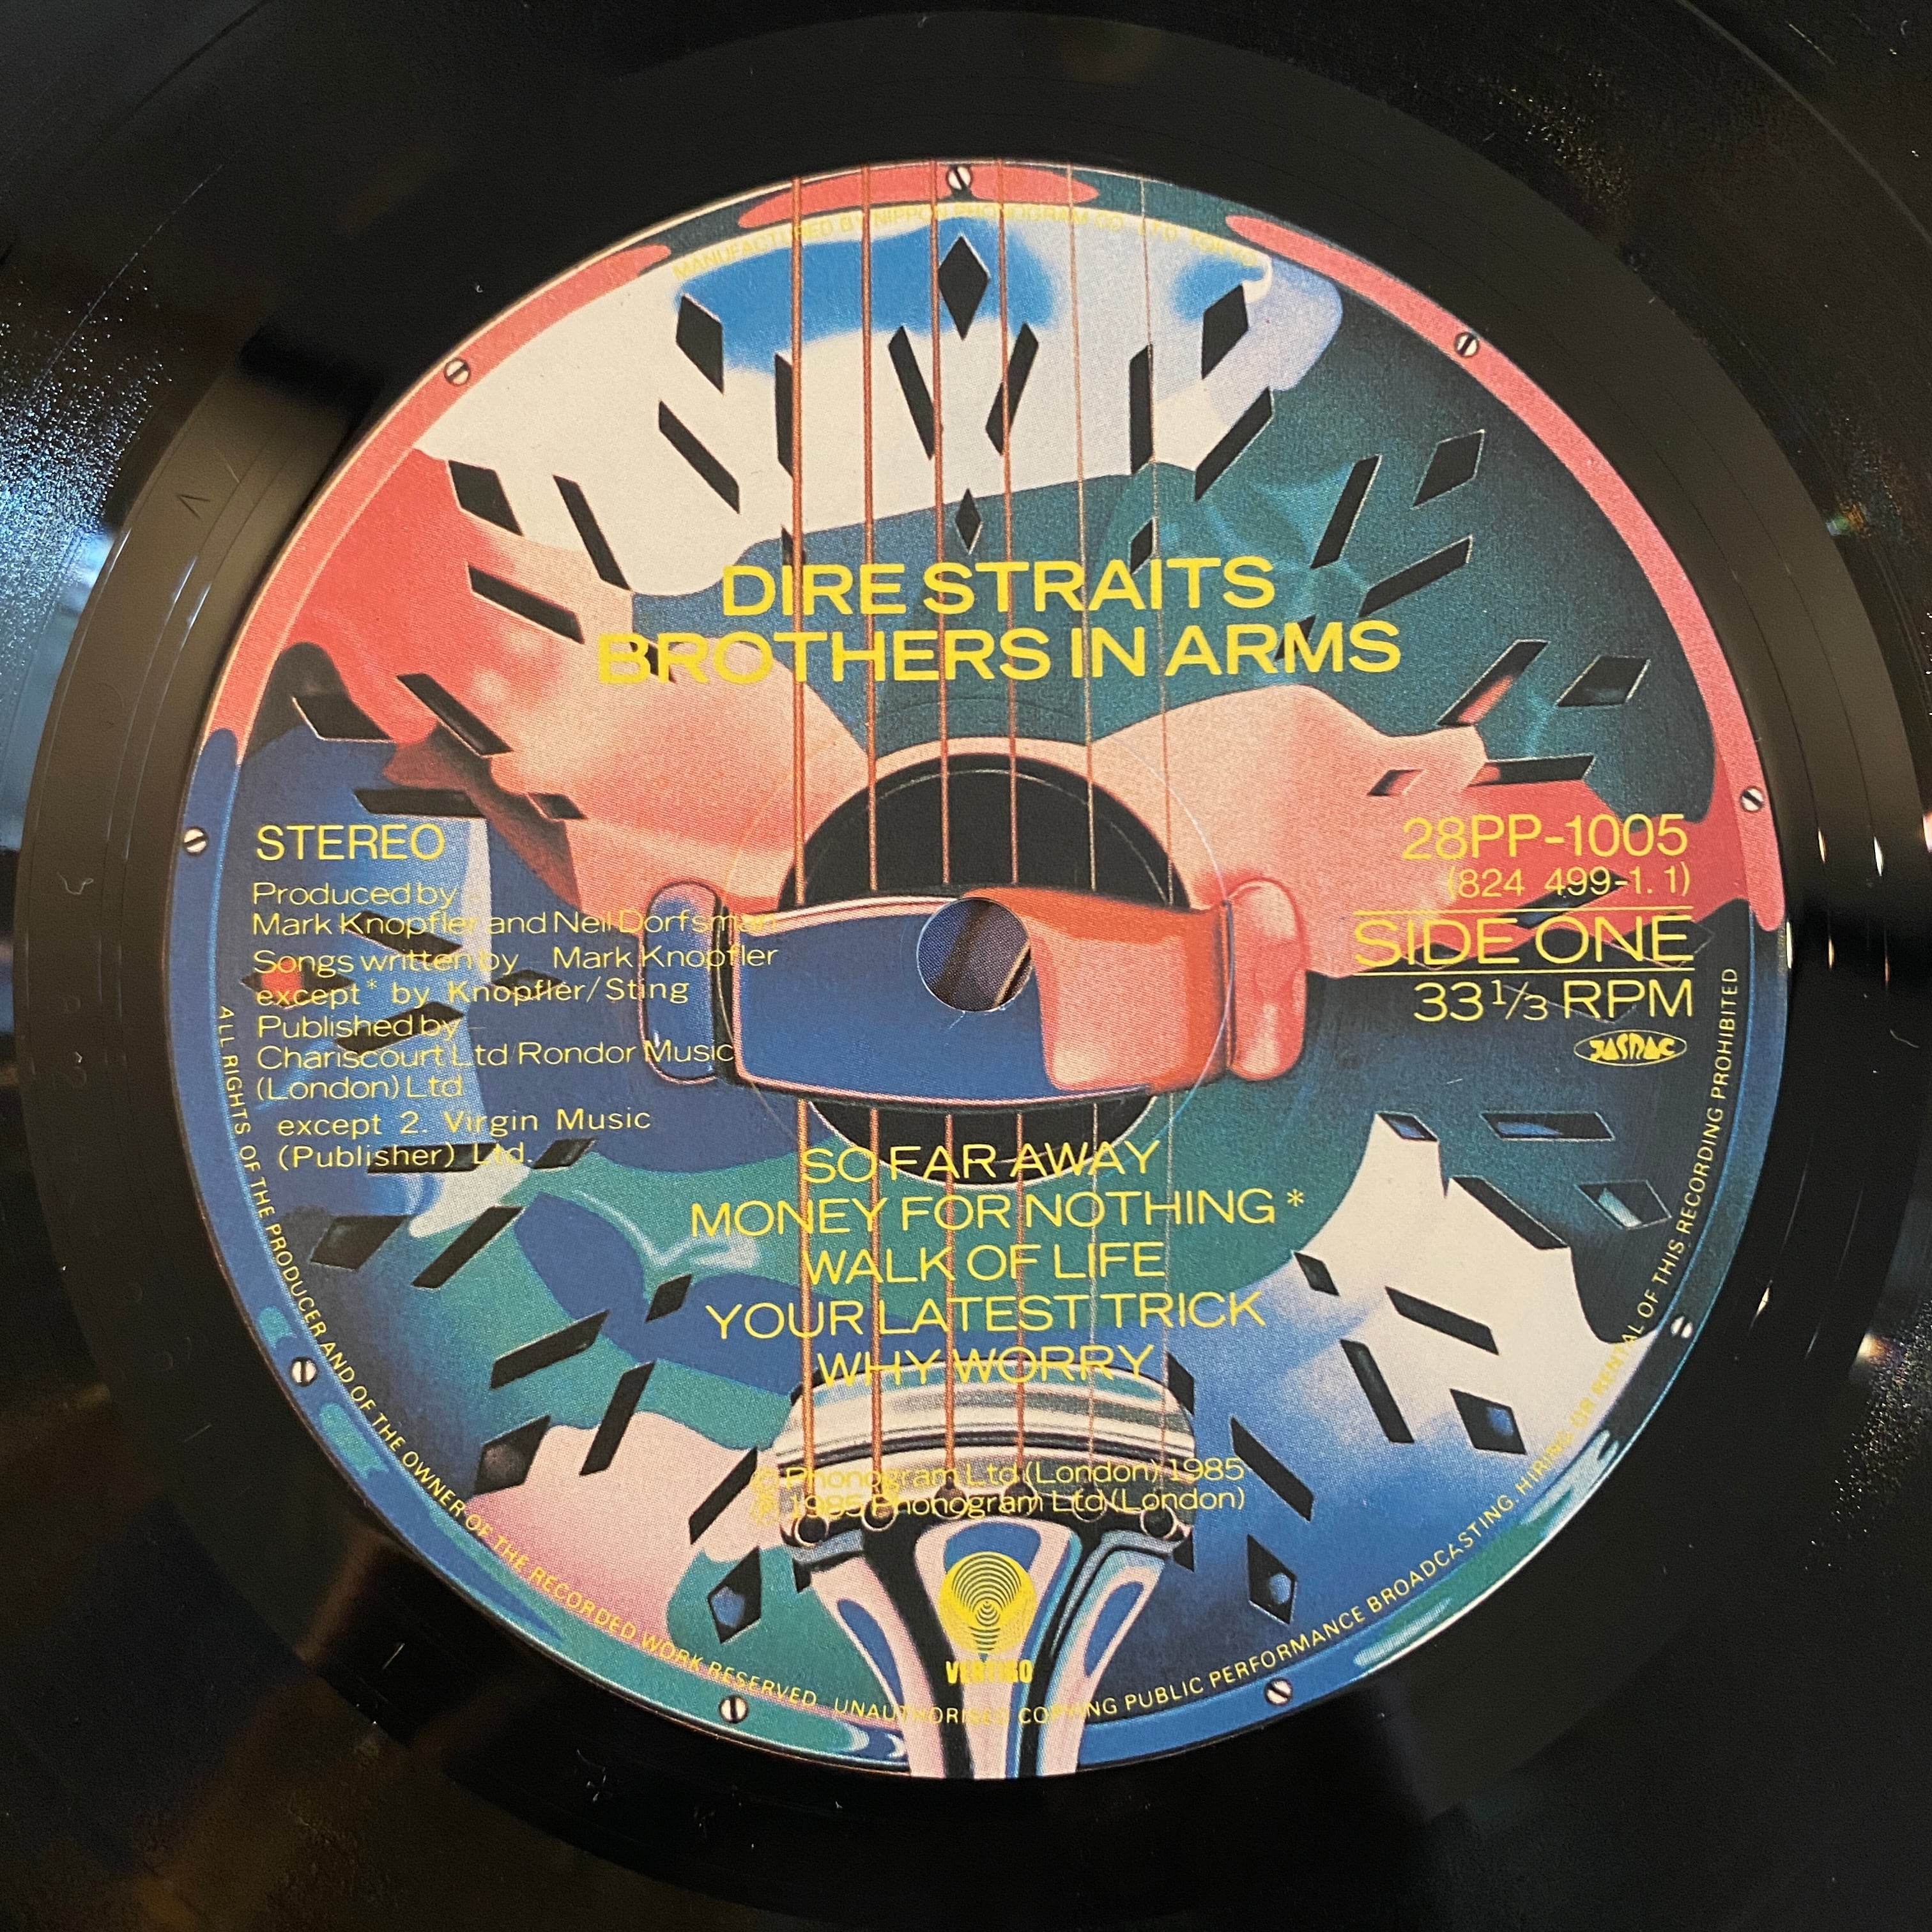 MANUFACTURED BY NIPPON PHONOGRAM CO., LTD. TOKYO
DIRE STRAITS
BROTHERS IN ARMS
STEREO
Produced by
Mark Knopfler and Neil Dorfsman
Songs written by Mark Knopfler
except* by Knopfler/Sting
Published by
Chariscourt Ltd Rondor Music
(London) Ltd
except 2. Virgin Music
(Publisher) Ltd.
28PP-1005
(824 499-1. 1)
SIDE ONE
33 1/3 RPM
JASRAC
SO FAR AWAY
MONEY FOR NOTHING*
WALK OF LIFE
YOUR LATEST TRICK
WHY WORRY
© Phonogram Ltd (London) 1985
℗ 1985 Phonogram Ltd (London)
VERTIGO
ALL RIGHTS OF THE PRODUCER AND OF THE OWNER OF THE RECORDED WORK RESERVED. UNAUTHORISED COPYING PUBLIC PERFORMANCE BROADCASTING. HIRING OR RENTAL OF THIS RECORDING PROHIBITED